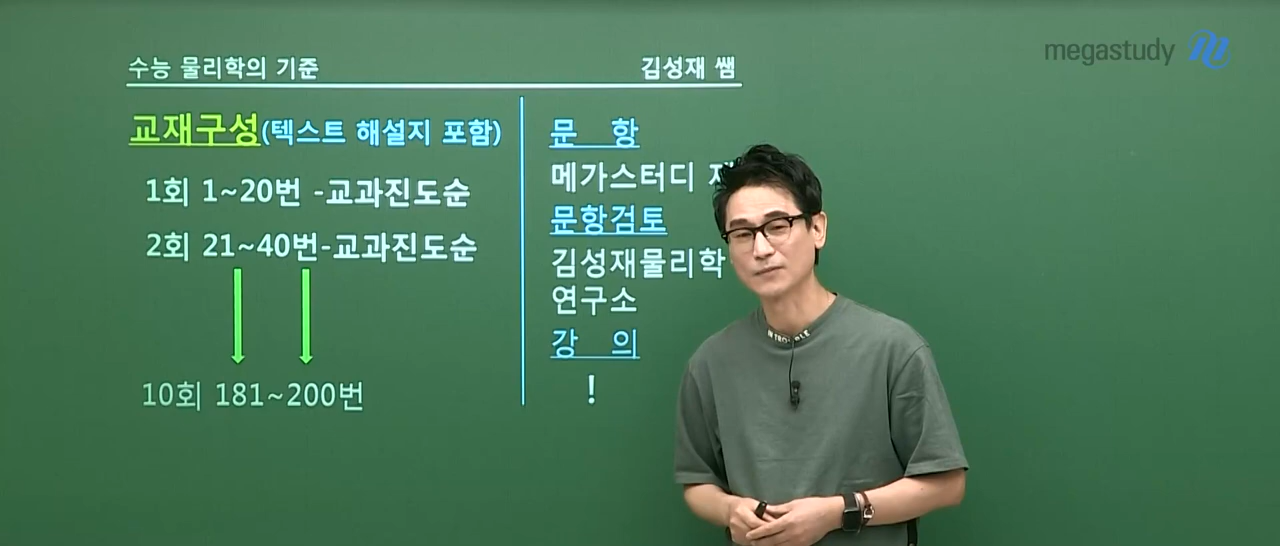 수능 물리학의 기준
김성재 쌤
megastudy
교재구성(텍스트 해설지 포함)
1회 1~20번 -교과진도순
2회 21~40번-교과진도순
10회 181~200번
문 항
메가스터디
문항검토
김성재물리학
연구소
강 의
!